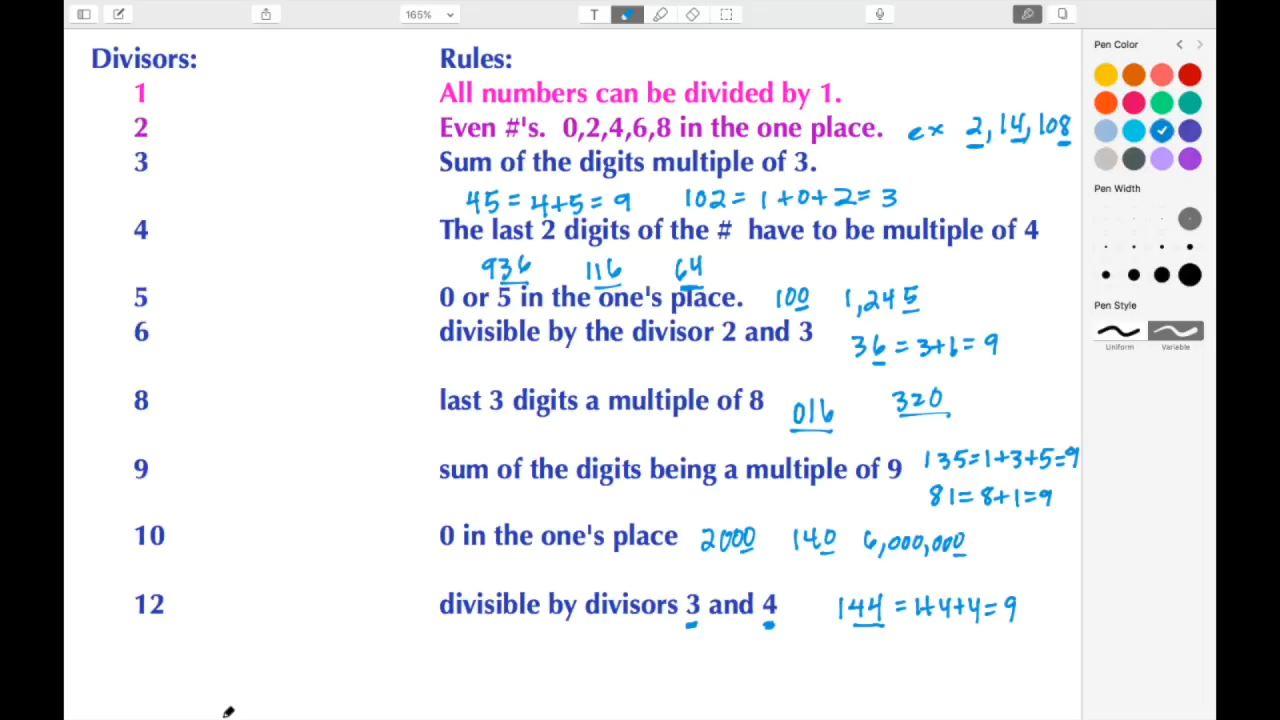 165%
T
Divisors: Rules:
1 All numbers can be divided by 1.
2 Even #'s. 0,2,4,6,8 in the one place. ex 2, 14, 108
3 Sum of the digits multiple of 3.
45 = 4+5 = 9 102 = 1+0+2 = 3
4 The last 2 digits of the # have to be multiple of 4
936 116 64
5 0 or 5 in the one's place. 100 1,245
6 divisible by the divisor 2 and 3 36 = 3+6 = 9
8 last 3 digits a multiple of 8 016 320
9 sum of the digits being a multiple of 9 135=1+3+5=9
81 = 8+1=9
10 0 in the one's place 2000 140 6,000,000
12 divisible by divisors 3 and 4 144 = 1+4+4 = 9
Pen Color
Pen Width
Pen Style
Uniform Variable